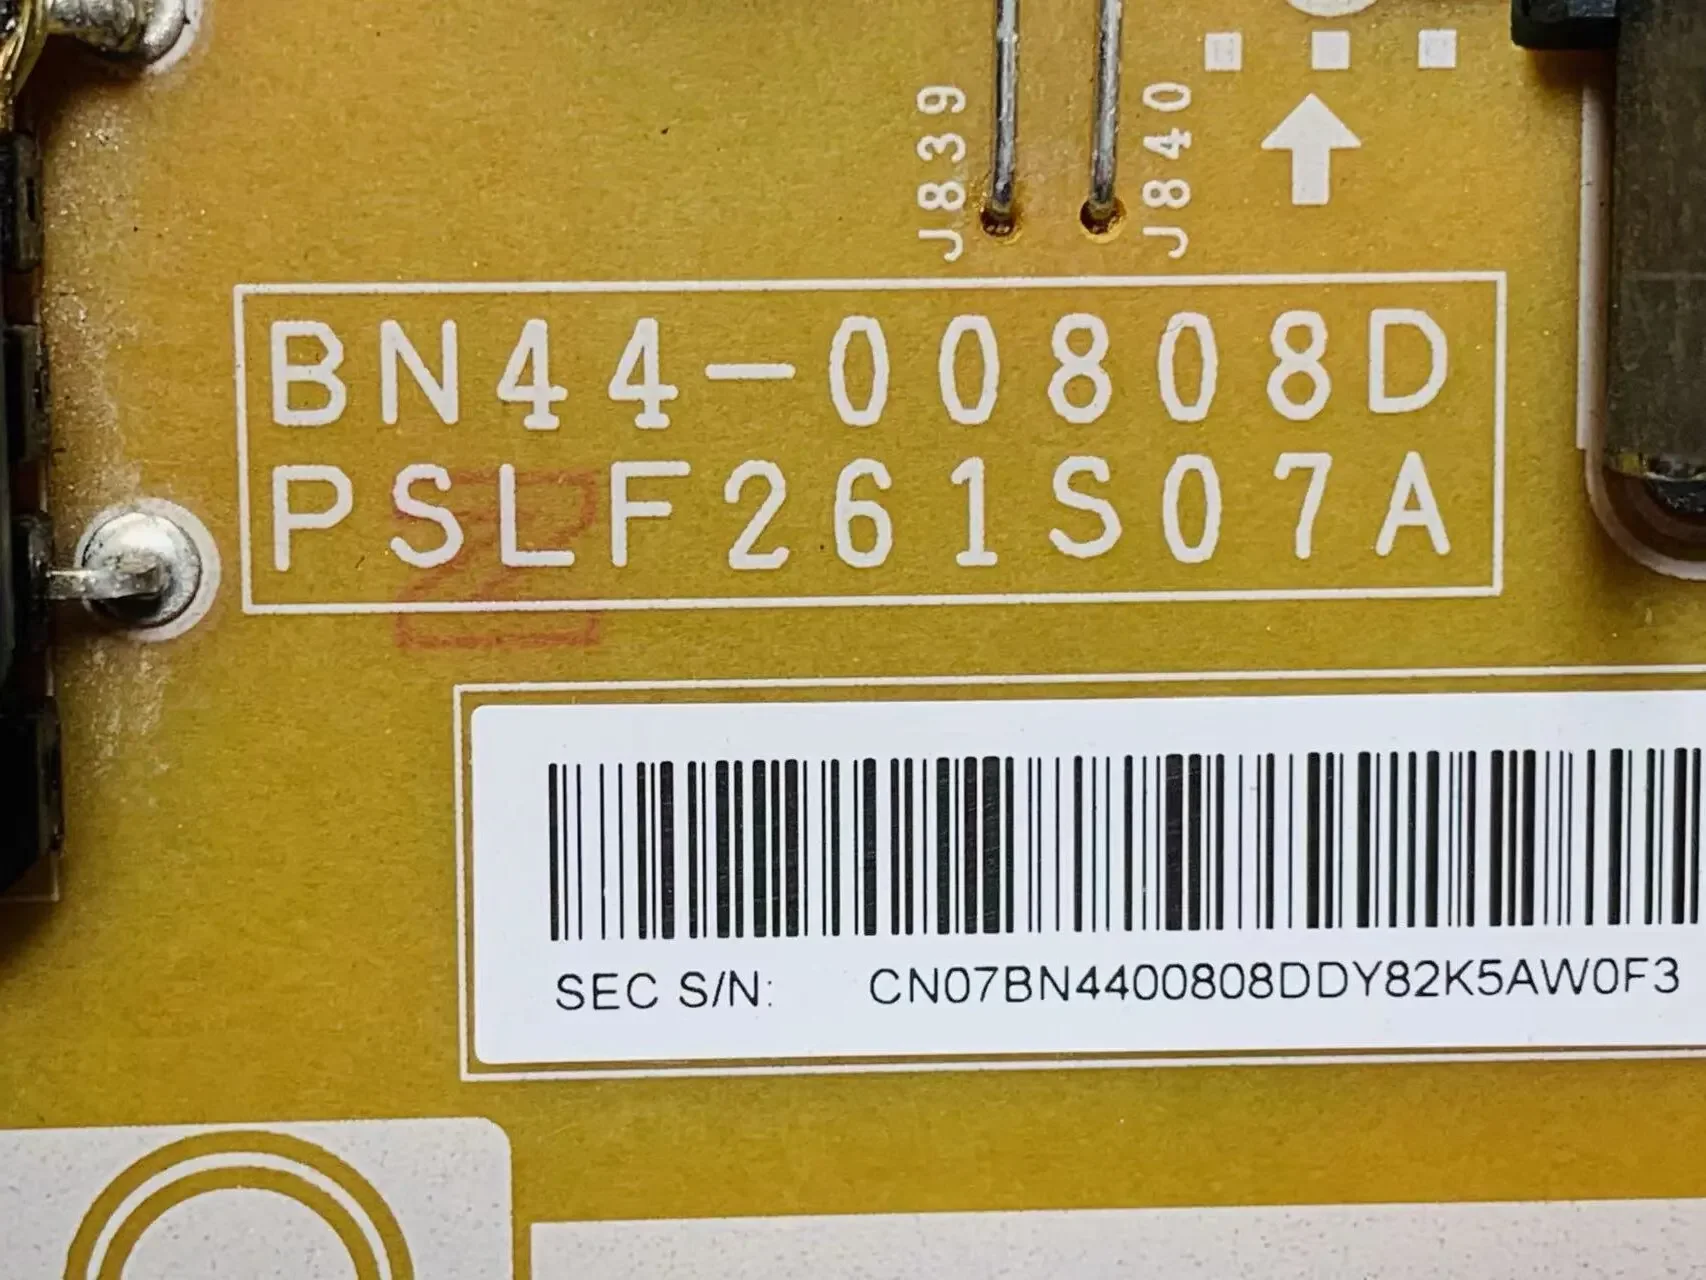 J839
J840
BN44-00808D
PSLF261S07A
SEC S/N: CN07BN4400808DDY82K5AW0F3